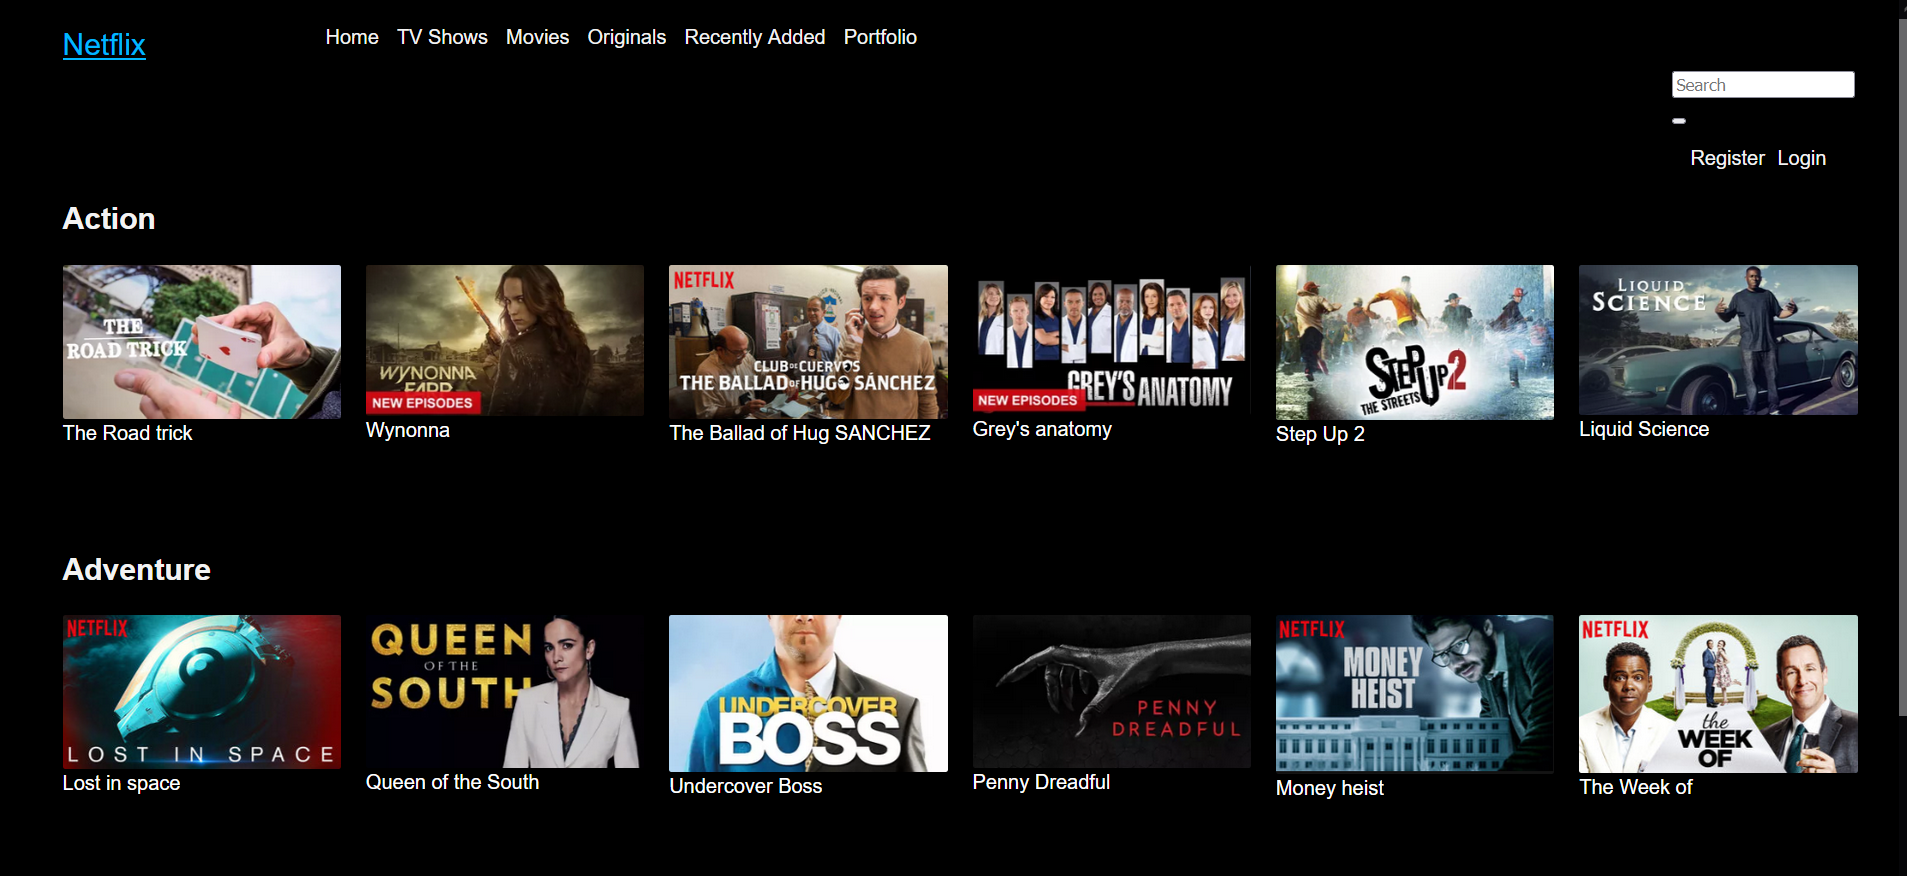 Netflix
Home TV Shows Movies Originals Recently Added Portfolio
Search
Register Login
Action
THE
ROAD TRICK
WYNONNA
EARP
NEW EPISODES
NETFLIX
CLUB DE CUERVOS
THE BALLAD OF HUGO SÁNCHEZ
NEW EPISODES
GREY'S ANATOMY
STEP UP 2
THE STREETS
LIQUID
SCIENCE
The Road trick
Wynonna
The Ballad of Hug SANCHEZ
Grey's anatomy
Step Up 2
Liquid Science
Adventure
NETFLIX
LOST IN SPACE
QUEEN
OF THE
SOUTH
UNDERCOVER
BOSS
PENNY
DREADFUL
NETFLIX
MONEY
HEIST
NETFLIX
the
WEEK
OF
Lost in space
Queen of the South
Undercover Boss
Penny Dreadful
Money heist
The Week of